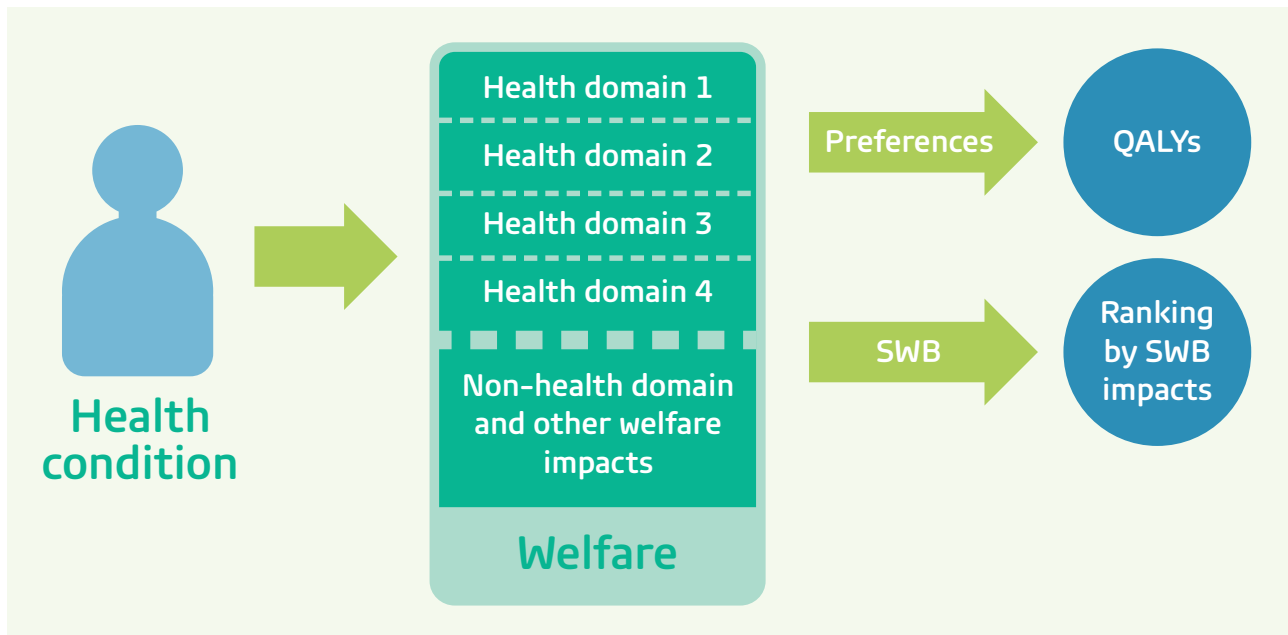 Health
condition
Health domain 1
Health domain 2
Health domain 3
Health domain 4
Non-health domain
and other welfare
impacts
Welfare
Preferences
QALYs
SWB
Ranking
by SWB
impacts